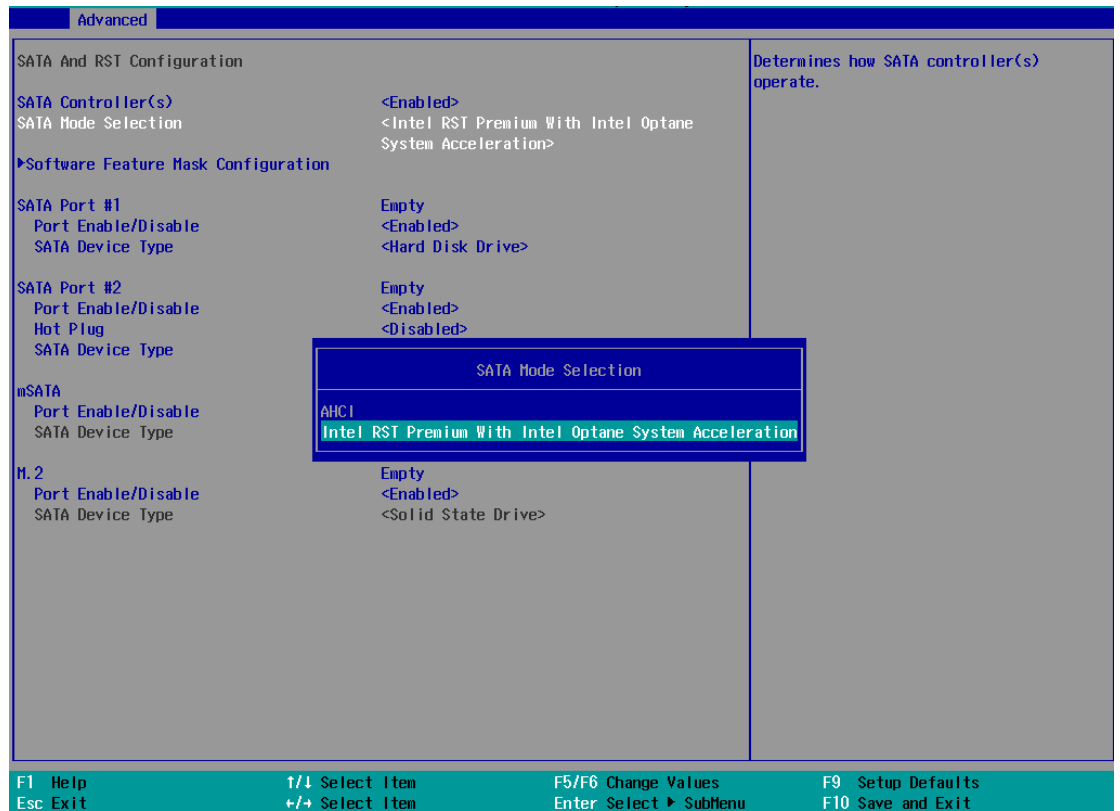 Advanced
SATA And RST Configuration
Determines how SATA controller(s)
operate.
SATA Controller(s) <Enabled>
SATA Mode Selection <Intel RST Premium With Intel Optane
System Acceleration>
▶Software Feature Mask Configuration
SATA Port #1 Empty
Port Enable/Disable <Enabled>
SATA Device Type <Hard Disk Drive>
SATA Port #2 Empty
Port Enable/Disable <Enabled>
Hot Plug <Disabled>
SATA Device Type
SATA Mode Selection
AHCI
Intel RST Premium With Intel Optane System Acceleration
mSATA
Port Enable/Disable
SATA Device Type
M.2 Empty
Port Enable/Disable <Enabled>
SATA Device Type <Solid State Drive>
F1 Help ↑/↓ Select Item F5/F6 Change Values F9 Setup Defaults
Esc Exit ←/→ Select Item Enter Select ▶ SubMenu F10 Save and Exit